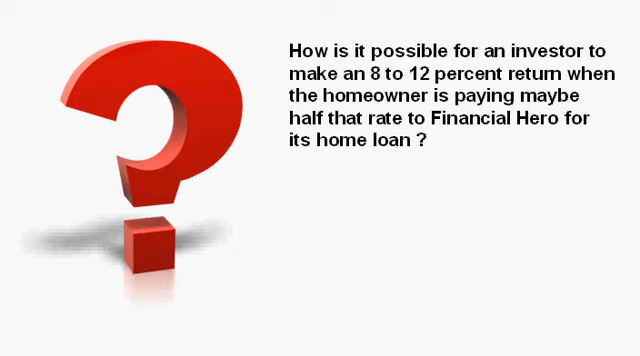 How is it possible for an investor to
make an 8 to 12 percent return when
the homeowner is paying maybe
half that rate to Financial Hero for
its home loan ?